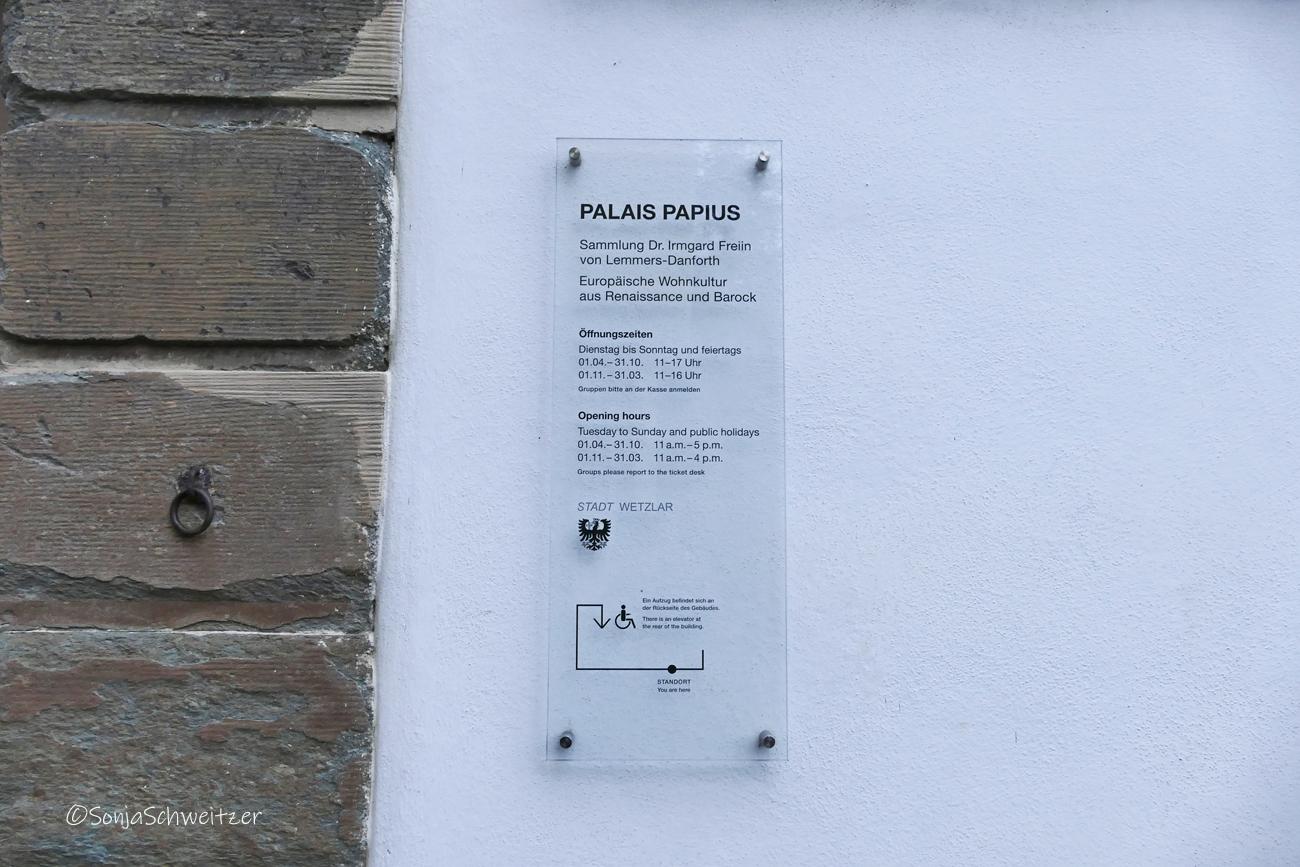 PALAIS PAPIUS
Sammlung Dr. Irmgard Freiin
von Lemmers-Danforth
Europäische Wohnkultur
aus Renaissance und Barock
Öffnungszeiten
Dienstag bis Sonntag und feiertags
01.04.–31.10. 11–17 Uhr
01.11.–31.03. 11–16 Uhr
Gruppen bitte an der Kasse anmelden
Opening hours
Tuesday to Sunday and public holidays
01.04.–31.10. 11 a.m.–5 p.m.
01.11.–31.03. 11 a.m.–4 p.m.
Groups please report to the ticket desk
STADT WETZLAR
Ein Aufzug befindet sich an
der Rückseite des Gebäudes.
There is an elevator at
the rear of the building.
STANDORT
You are here
©SonjaSchweitzer